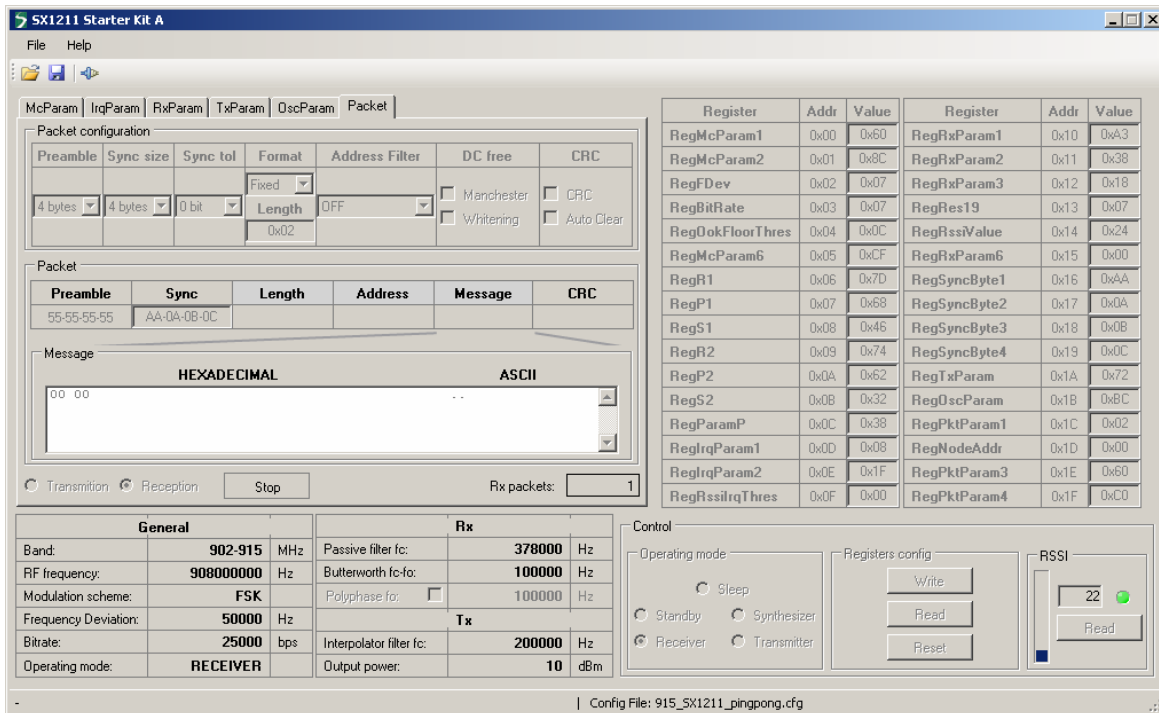 SX1211 Starter Kit A
File Help
McParam IrqParam RxParam TxParam OscParam Packet
Packet configuration
Preamble Sync size Sync tol Format Address Filter DC free CRC
4 bytes 4 bytes 0 bit Fixed OFF Manchester CRC
Length Whitening Auto Clear
0x02
Packet
Preamble Sync Length Address Message CRC
55-55-55-55 AA-0A-0B-0C
Message
HEXADECIMAL ASCII
00 00 . .
Transmition Reception Stop Rx packets: 1
Register Addr Value Register Addr Value
RegMcParam1 0x00 0x60 RegRxParam1 0x10 0xA3
RegMcParam2 0x01 0x8C RegRxParam2 0x11 0x38
RegFDev 0x02 0x07 RegRxParam3 0x12 0x18
RegBitRate 0x03 0x07 RegRes19 0x13 0x07
RegOokFloorThres 0x04 0x0C RegRssiValue 0x14 0x24
RegMcParam6 0x05 0xCF RegRxParam6 0x15 0x00
RegR1 0x06 0x7D RegSyncByte1 0x16 0xAA
RegP1 0x07 0x68 RegSyncByte2 0x17 0x0A
RegS1 0x08 0x46 RegSyncByte3 0x18 0x0B
RegR2 0x09 0x74 RegSyncByte4 0x19 0x0C
RegP2 0x0A 0x62 RegTxParam 0x1A 0x72
RegS2 0x0B 0x32 RegOscParam 0x1B 0xBC
RegParamP 0x0C 0x38 RegPktParam1 0x1C 0x02
RegIrqParam1 0x0D 0x08 RegNodeAddr 0x1D 0x00
RegIrqParam2 0x0E 0x1F RegPktParam3 0x1E 0x60
RegRssiIrqThres 0x0F 0x00 RegPktParam4 0x1F 0xC0
General
Band: 902-915 MHz
RF frequency: 908000000 Hz
Modulation scheme: FSK
Frequency Deviation: 50000 Hz
Bitrate: 25000 bps
Operating mode: RECEIVER
Rx
Passive filter fc: 378000 Hz
Butterworth fc-fo: 100000 Hz
Polyphase fo: 100000 Hz
Tx
Interpolator filter fc: 200000 Hz
Output power: 10 dBm
Control
Operating mode
Sleep
Standby Synthesizer
Receiver Transmitter
Registers config
Write
Read
Reset
RSSI
22
Read
- | Config File: 915_SX1211_pingpong.cfg